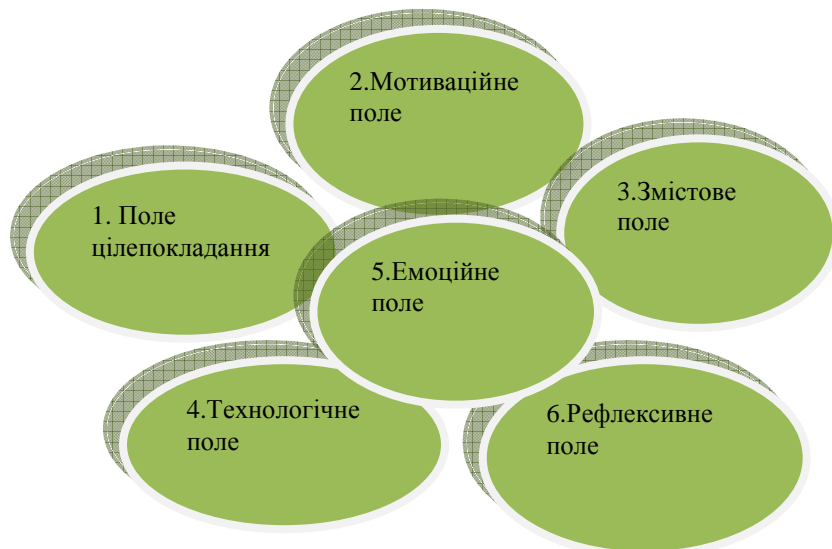 1. Поле
цілепокладання
2.Мотиваційне
поле
3.Змістове
поле
4.Технологічне
поле
5.Емоційне
поле
6.Рефлексивне
поле